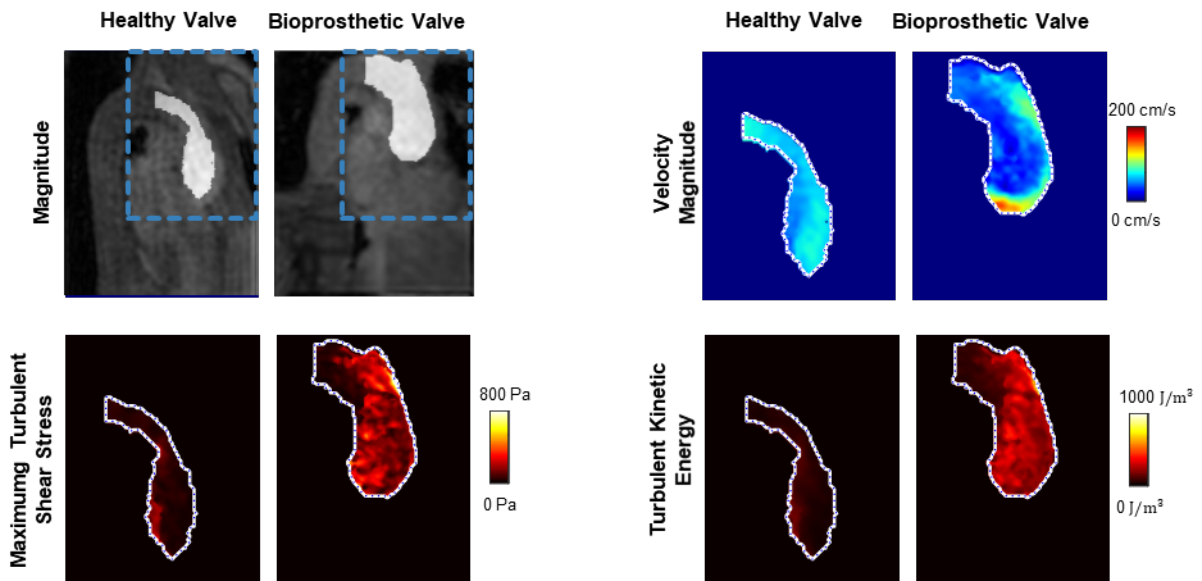 Healthy Valve Bioprosthetic Valve
Magnitude
Maximumg Turbulent
Shear Stress
800 Pa
0 Pa
Healthy Valve Bioprosthetic Valve
Velocity
Magnitude
200 cm/s
0 cm/s
Turbulent Kinetic
Energy
1000 J/m³
0 J/m³